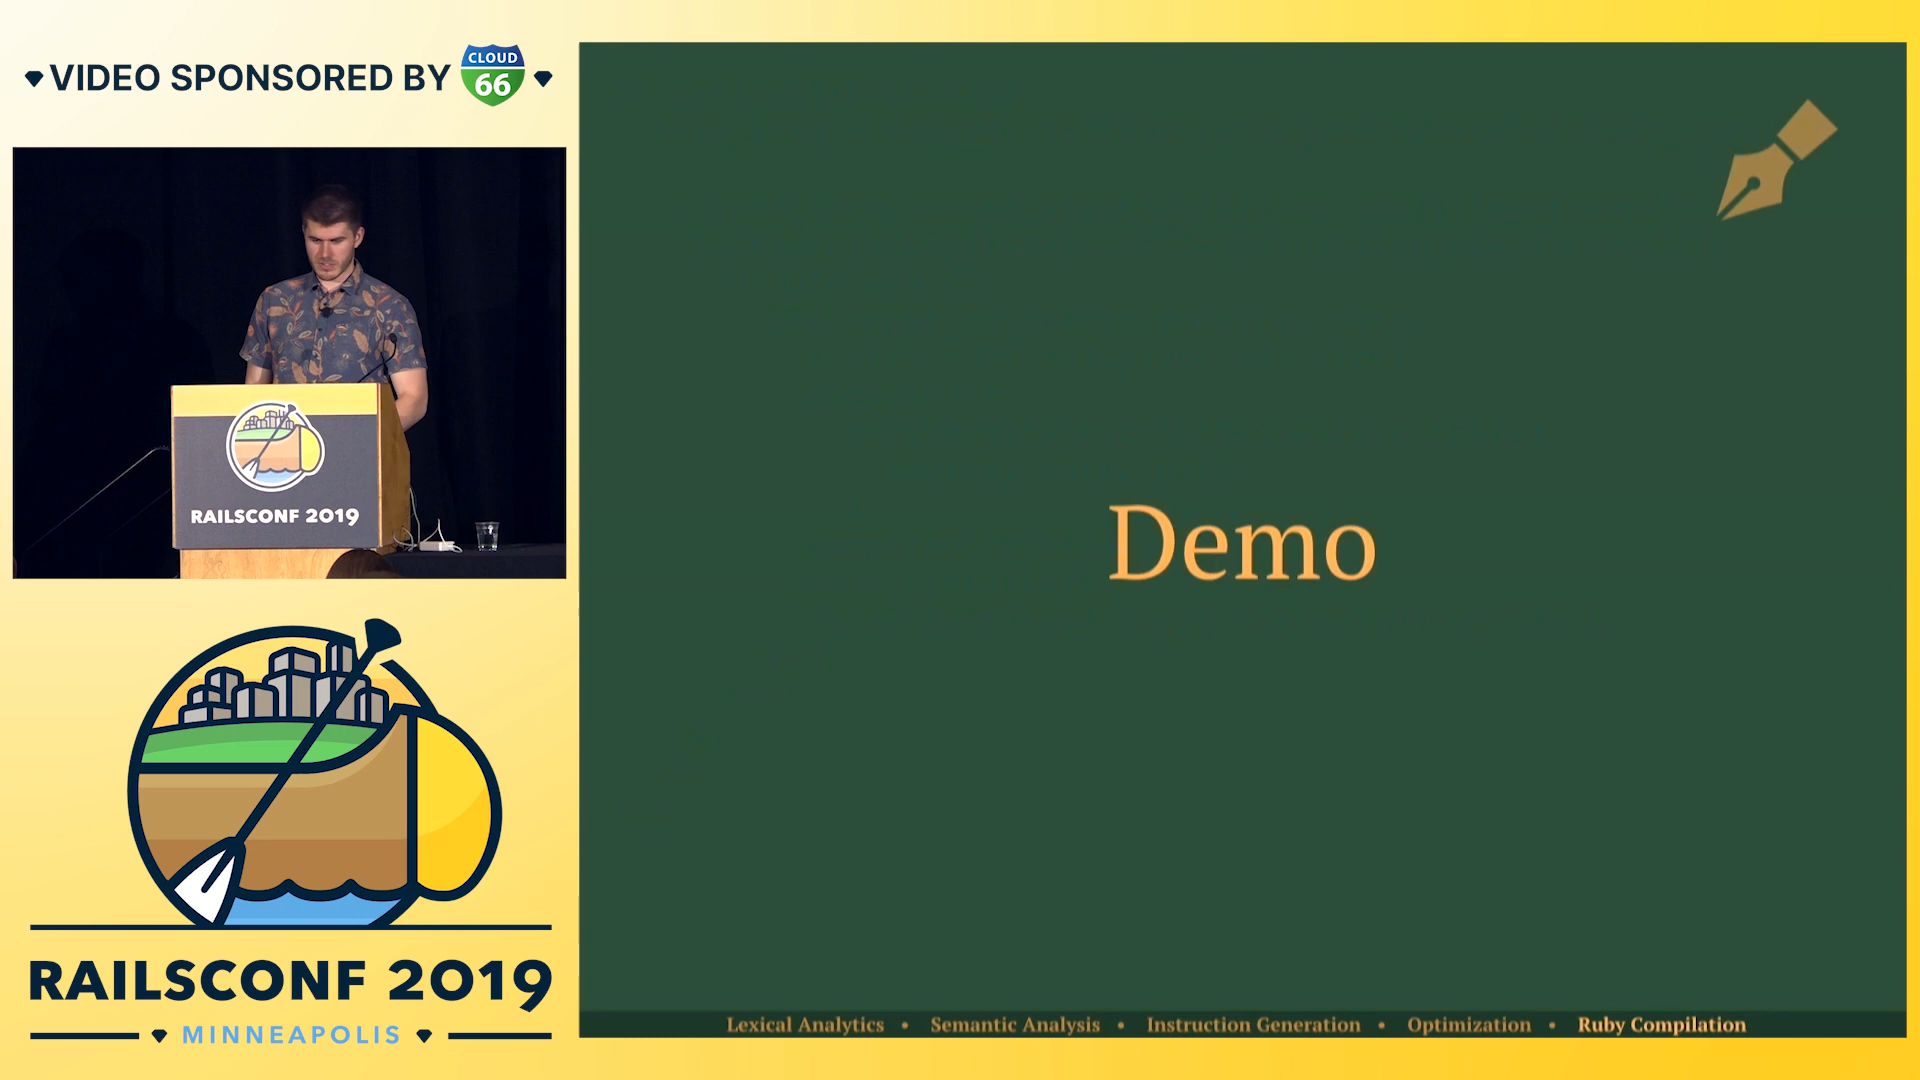 VIDEO SPONSORED BY CLOUD 66
RAILSCONF 2019
RAILSCONF 2019
MINNEAPOLIS
Demo
Lexical Analytics • Semantic Analysis • Instruction Generation • Optimization • Ruby Compilation